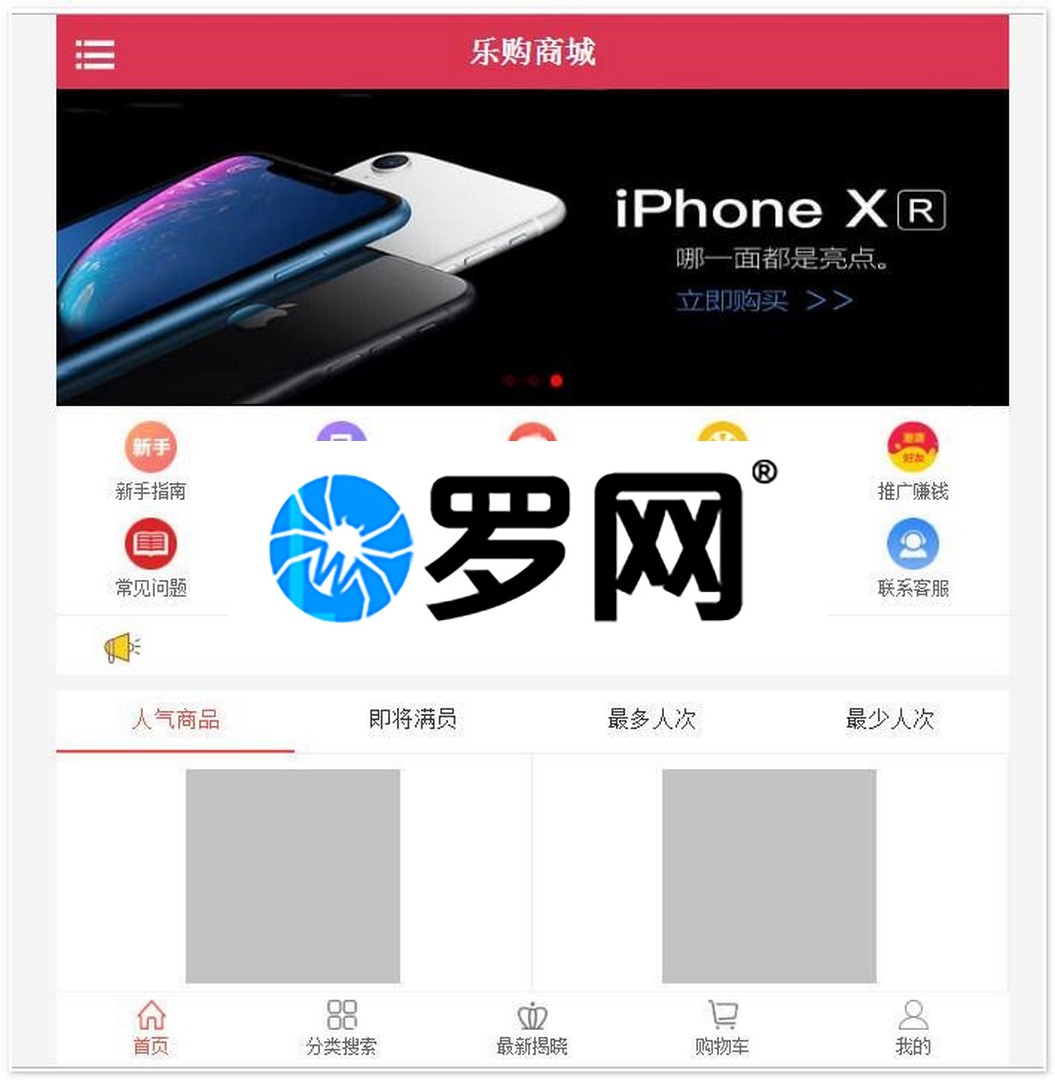 乐购商城
iPhone XR
哪一面都是亮点。
立即购买 >>
新手
邀请
好友
新手指南
推广赚钱
罗网®
常见问题
联系客服
人气商品
即将满员
最多人次
最少人次
首页
分类搜索
最新揭晓
购物车
我的